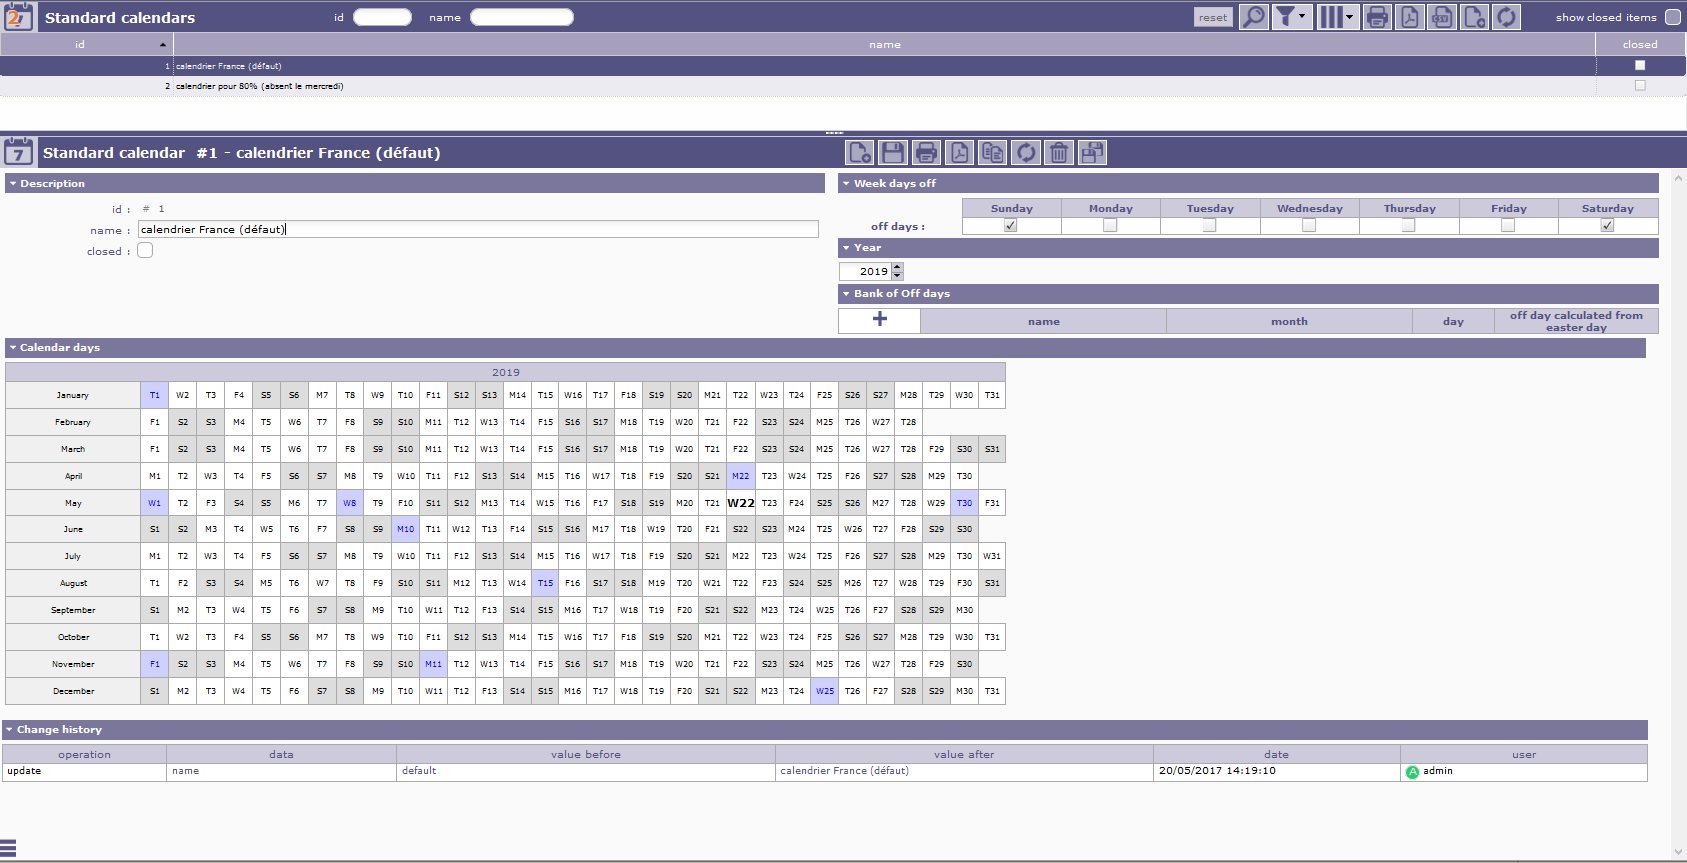 Standard calendars id name reset show closed items
id name closed
1 calendrier France (défaut)
2 calendrier pour 80% (absent le mercredi)
7 Standard calendar #1 - calendrier France (défaut)
Description
id : # 1
name : calendrier France (défaut)
closed :
Week days off
Sunday Monday Tuesday Wednesday Thursday Friday Saturday
off days :
Year
2019
Bank of Off days
+ name month day off day calculated from
easter day
Calendar days
2019
January T1 W2 T3 F4 S5 S6 M7 T8 W9 T10 F11 S12 S13 M14 T15 W16 T17 F18 S19 S20 M21 T22 W23 T24 F25 S26 S27 M28 T29 W30 T31
February F1 S2 S3 M4 T5 W6 T7 F8 S9 S10 M11 T12 W13 T14 F15 S16 S17 M18 T19 W20 T21 F22 S23 S24 M25 T26 W27 T28
March F1 S2 S3 M4 T5 W6 T7 F8 S9 S10 M11 T12 W13 T14 F15 S16 S17 M18 T19 W20 T21 F22 S23 S24 M25 T26 W27 T28 F29 S30 S31
April M1 T2 W3 T4 F5 S6 S7 M8 T9 W10 T11 F12 S13 S14 M15 T16 W17 T18 F19 S20 S21 M22 T23 W24 T25 F26 S27 S28 M29 T30
May W1 T2 F3 S4 S5 M6 T7 W8 T9 F10 S11 S12 M13 T14 W15 T16 F17 S18 S19 M20 T21 W22 T23 F24 S25 S26 M27 T28 W29 T30 F31
June S1 S2 M3 T4 W5 T6 F7 S8 S9 M10 T11 W12 T13 F14 S15 S16 M17 T18 W19 T20 F21 S22 S23 M24 T25 W26 T27 F28 S29 S30
July M1 T2 W3 T4 F5 S6 S7 M8 T9 W10 T11 F12 S13 S14 M15 T16 W17 T18 F19 S20 S21 M22 T23 W24 T25 F26 S27 S28 M29 T30 W31
August T1 F2 S3 S4 M5 T6 W7 T8 F9 S10 S11 M12 T13 W14 T15 F16 S17 S18 M19 T20 W21 T22 F23 S24 S25 M26 T27 W28 T29 F30 S31
September S1 M2 T3 W4 T5 F6 S7 S8 M9 T10 W11 T12 F13 S14 S15 M16 T17 W18 T19 F20 S21 S22 M23 T24 W25 T26 F27 S28 S29 M30
October T1 W2 T3 F4 S5 S6 M7 T8 W9 T10 F11 S12 S13 M14 T15 W16 T17 F18 S19 S20 M21 T22 W23 T24 F25 S26 S27 M28 T29 W30 T31
November F1 S2 S3 M4 T5 W6 T7 F8 S9 S10 M11 T12 W13 T14 F15 S16 S17 M18 T19 W20 T21 F22 S23 S24 M25 T26 W27 T28 F29 S30
December S1 M2 T3 W4 T5 F6 S7 S8 M9 T10 W11 T12 F13 S14 S15 M16 T17 W18 T19 F20 S21 S22 M23 T24 W25 T26 F27 S28 S29 M30 T31
Change history
operation data value before value after date user
update name default calendrier France (défaut) 20/05/2017 14:19:10 A admin